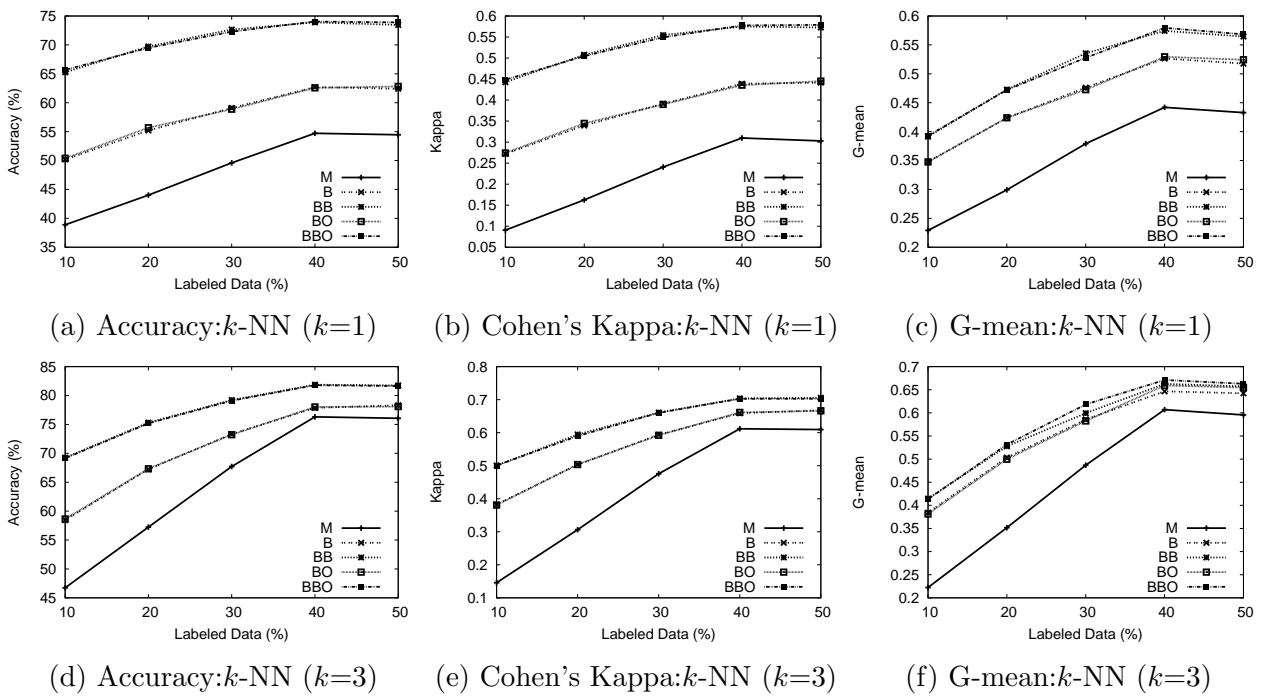 75
70
65
60
55
50
45
40
35
10 20 30 40 50
Accuracy (%)
Labeled Data (%)
M
B
BB
BO
BBO
(a) Accuracy:k-NN (k=1)
0.6
0.55
0.5
0.45
0.4
0.35
0.3
0.25
0.2
0.15
0.1
0.05
10 20 30 40 50
Kappa
Labeled Data (%)
M
B
BB
BO
BBO
(b) Cohen's Kappa:k-NN (k=1)
0.6
0.55
0.5
0.45
0.4
0.35
0.3
0.25
0.2
10 20 30 40 50
G-mean
Labeled Data (%)
M
B
BB
BO
BBO
(c) G-mean:k-NN (k=1)
85
80
75
70
65
60
55
50
45
10 20 30 40 50
Accuracy (%)
Labeled Data (%)
M
B
BB
BO
BBO
(d) Accuracy:k-NN (k=3)
0.8
0.7
0.6
0.5
0.4
0.3
0.2
0.1
10 20 30 40 50
Kappa
Labeled Data (%)
M
B
BB
BO
BBO
(e) Cohen's Kappa:k-NN (k=3)
0.7
0.65
0.6
0.55
0.5
0.45
0.4
0.35
0.3
0.25
0.2
10 20 30 40 50
G-mean
Labeled Data (%)
M
B
BB
BO
BBO
(f) G-mean:k-NN (k=3)